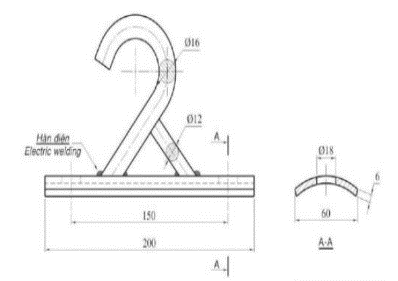 Ø16
A
Hàn điện
Electric welding
Ø12
Ø18
6
150
60
200
A-A
A